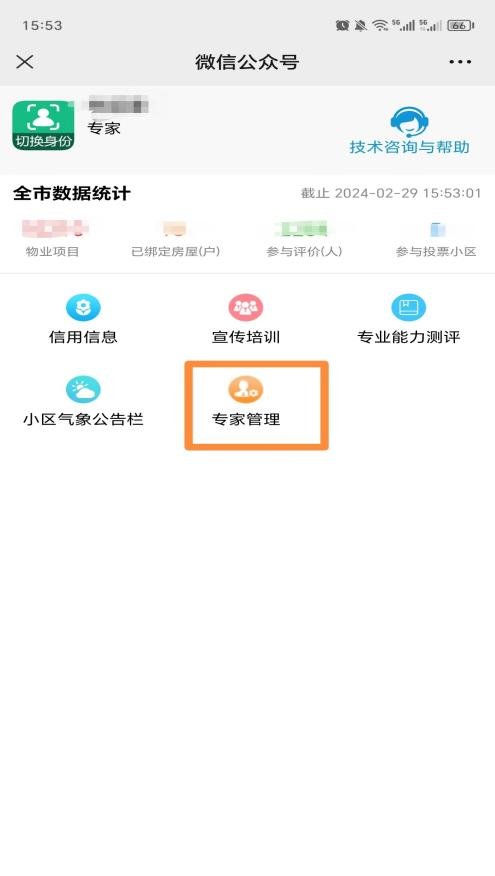 15:53
5G
5G
66
微信公众号
专家
切换身份
技术咨询与帮助
全市数据统计
截止 2024-02-29 15:53:01
物业项目
已绑定房屋(户)
参与评价(人)
参与投票小区
信用信息
宣传培训
专业能力测评
小区气象公告栏
专家管理